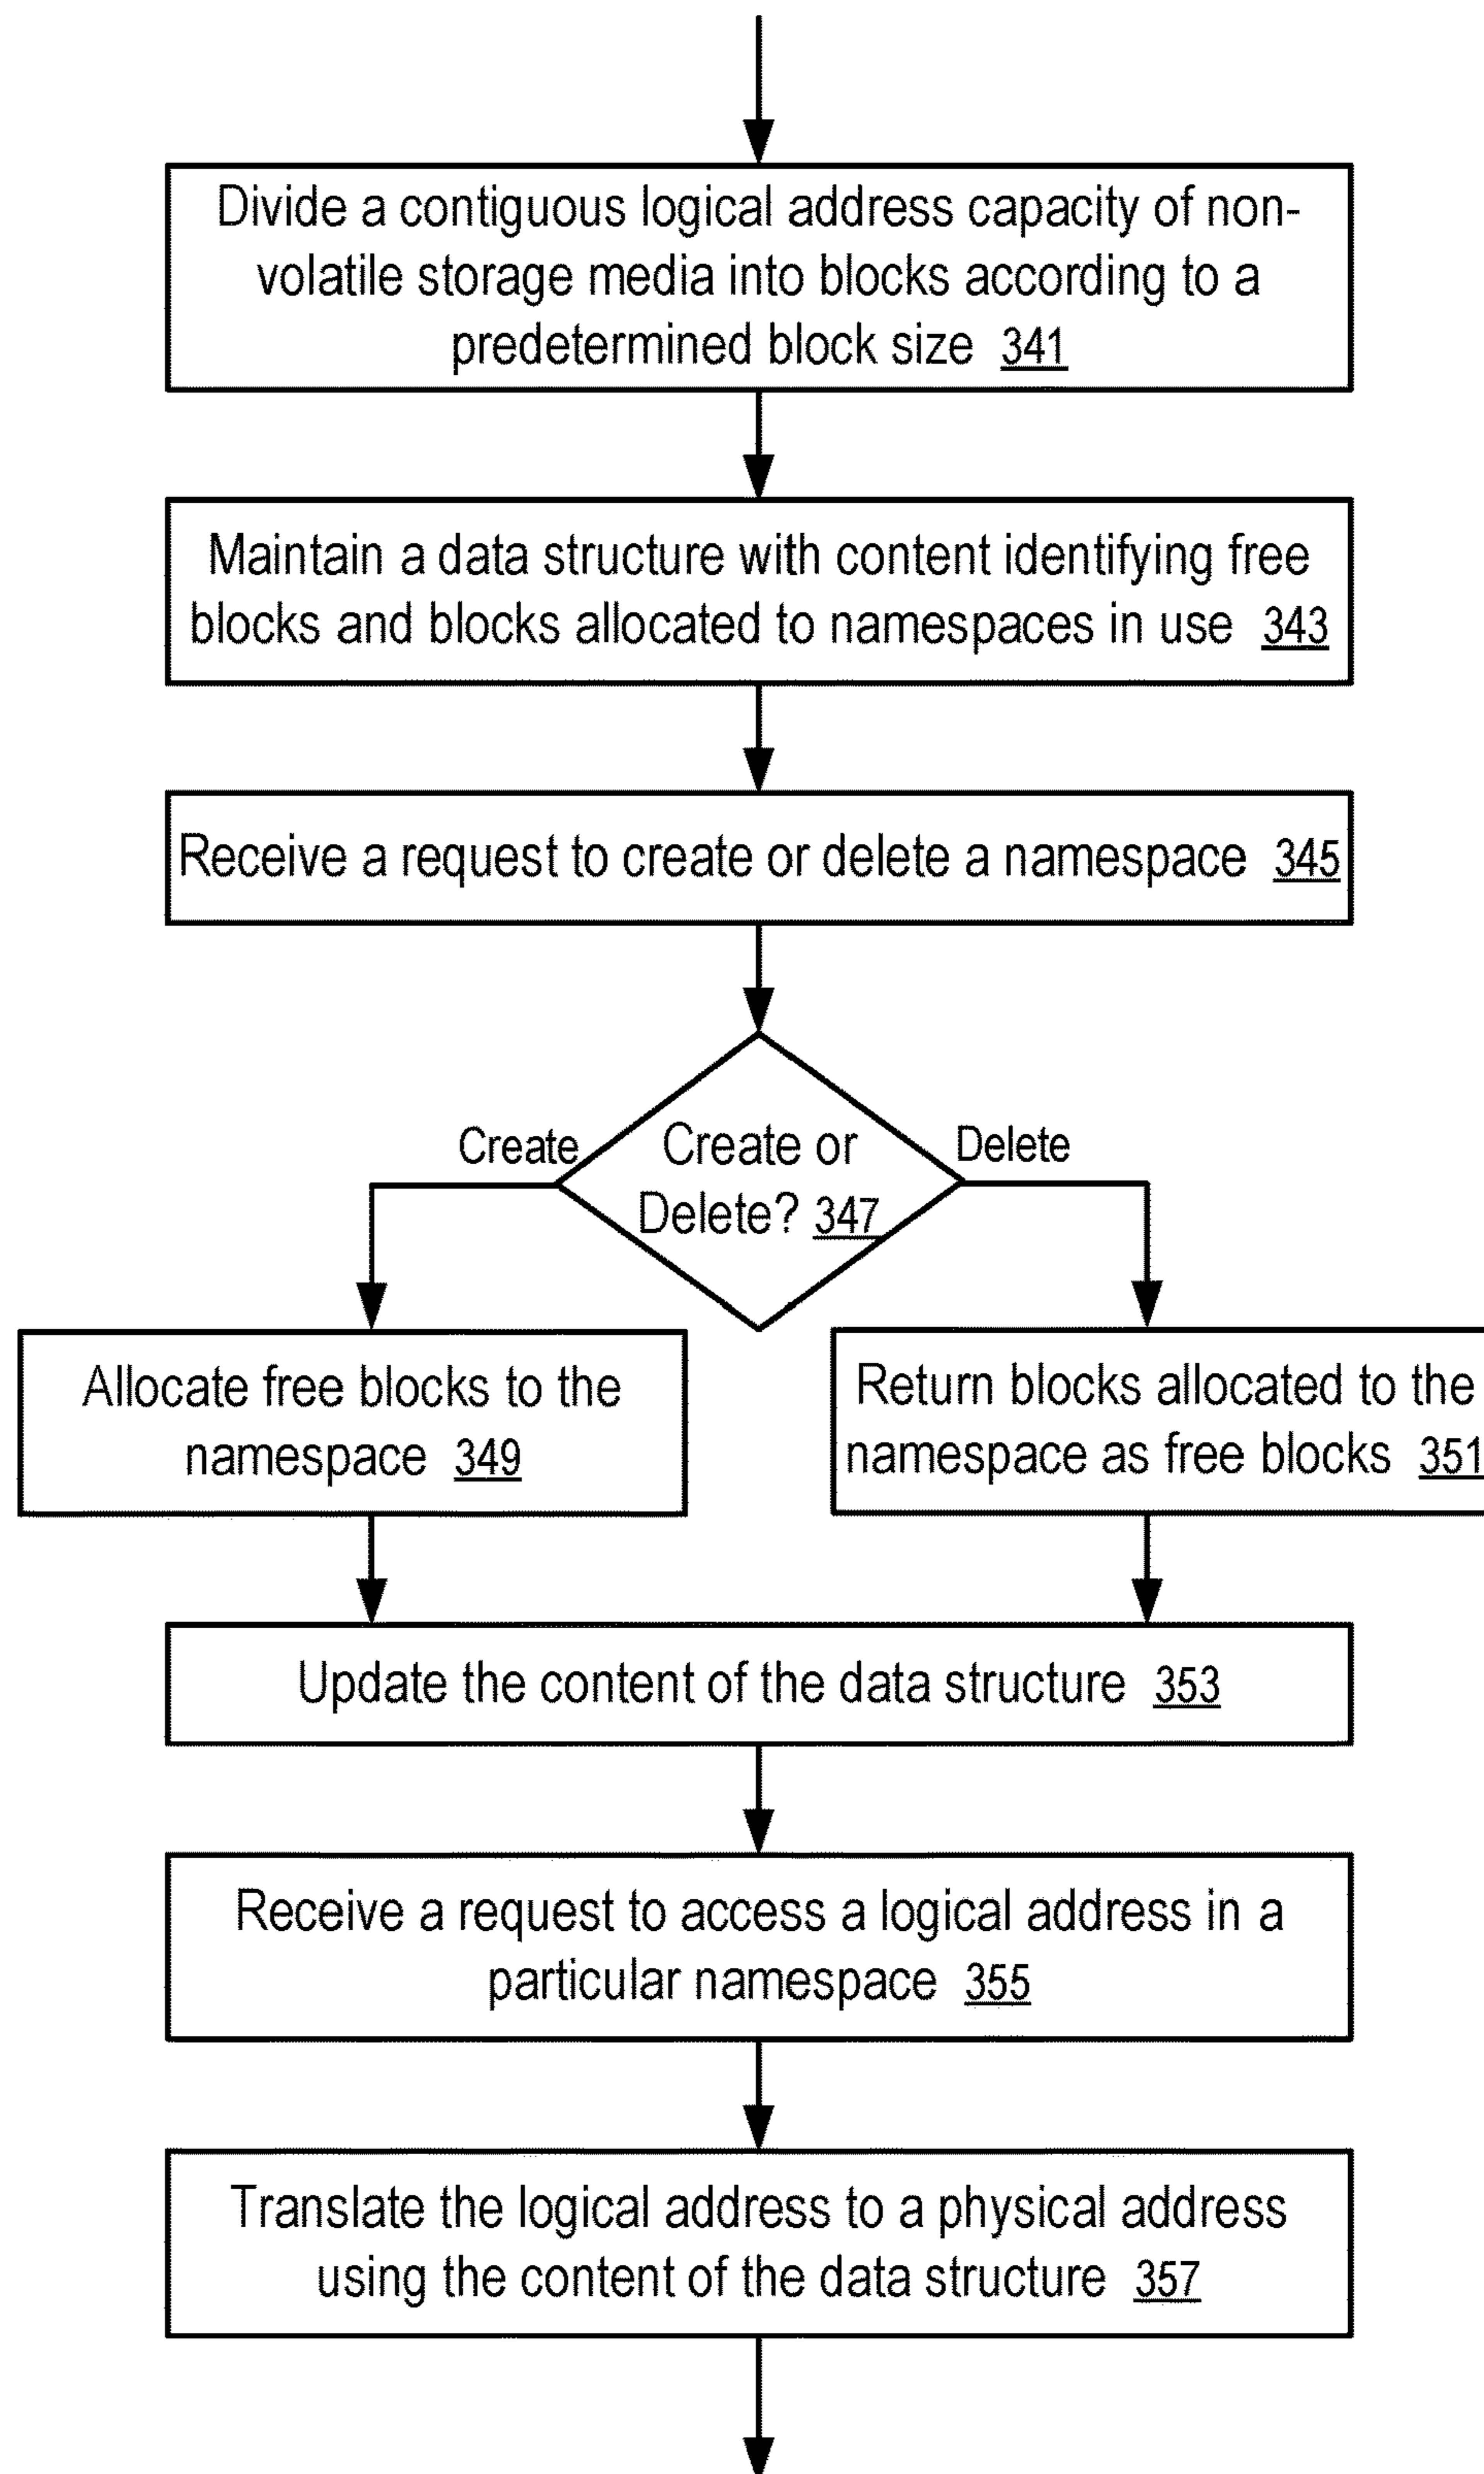 Divide a contiguous logical address capacity of non-
volatile storage media into blocks according to a
predetermined block size 341
Maintain a data structure with content identifying free
blocks and blocks allocated to namespaces in use 343
Receive a request to create or delete a namespace 345
Create
Create or
Delete? 347
Delete
Allocate free blocks to the
namespace 349
Return blocks allocated to the
namespace as free blocks 351
Update the content of the data structure 353
Receive a request to access a logical address in a
particular namespace 355
Translate the logical address to a physical address
using the content of the data structure 357